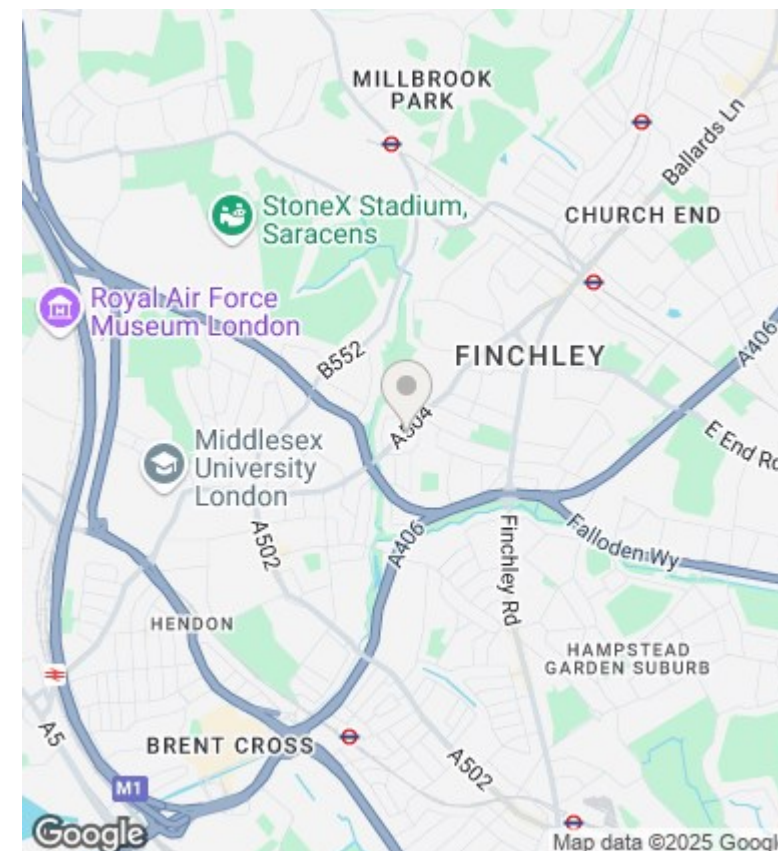 MILLBROOK
PARK
Ballards Ln
StoneX Stadium,
Saracens
CHURCH END
Royal Air Force
Museum London
FINCHLEY
A406
B552
A504
E End Rd
Middlesex
University
London
A502
A406
Finchley Rd
Falloden Wy
HENDON
HAMPSTEAD
GARDEN SUBURB
A5
BRENT CROSS
A502
M1
Google
Map data ©2025 Googl